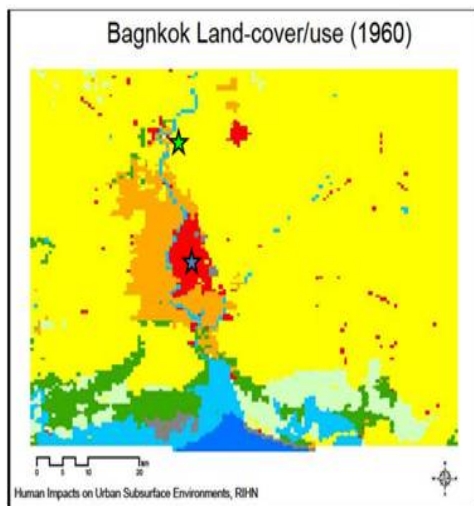 Bagnkok Land-cover/use (1960)
0 5 10 20
km
Human Impacts on Urban Subsurface Environments, RIHN